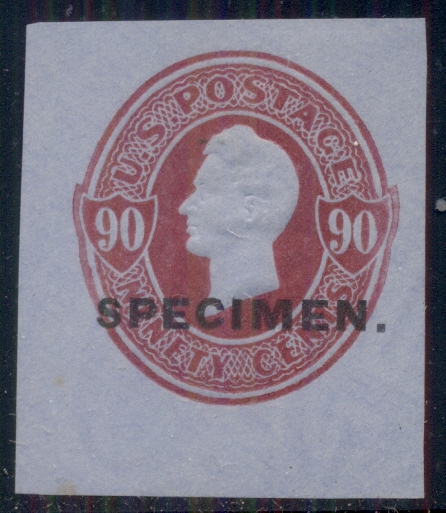 U.S. POSTAGE
90 90
SPECIMEN.
NINETY CENTS